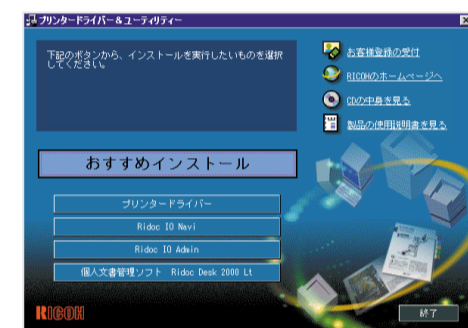 プリンタードライバー＆ユーティリティー
下記のボタンから、インストールを実行したいものを選択
してください。
お客様登録の受付
RICOHのホームページへ
CDの中身を見る
製品の使用説明書を見る
おすすめインストール
プリンタードライバー
Ridoc IO Navi
Ridoc IO Admin
個人文書管理ソフト Ridoc Desk 2000 Lt
RICOH
終了